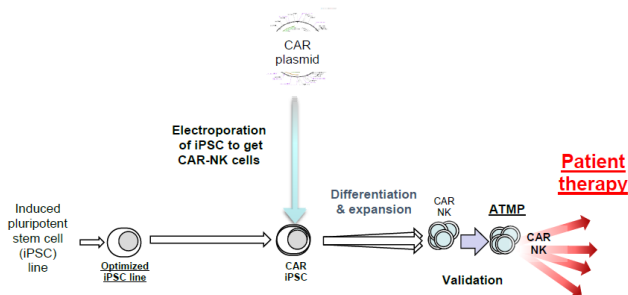 CAR
plasmid
Electroporation
of iPSC to get
CAR-NK cells
Patient
therapy
Differentiation
& expansion
CAR
NK
ATMP
Induced
pluripotent
stem cell
(iPSC)
line
Optimized
iPSC line
CAR
iPSC
CAR
NK
Validation